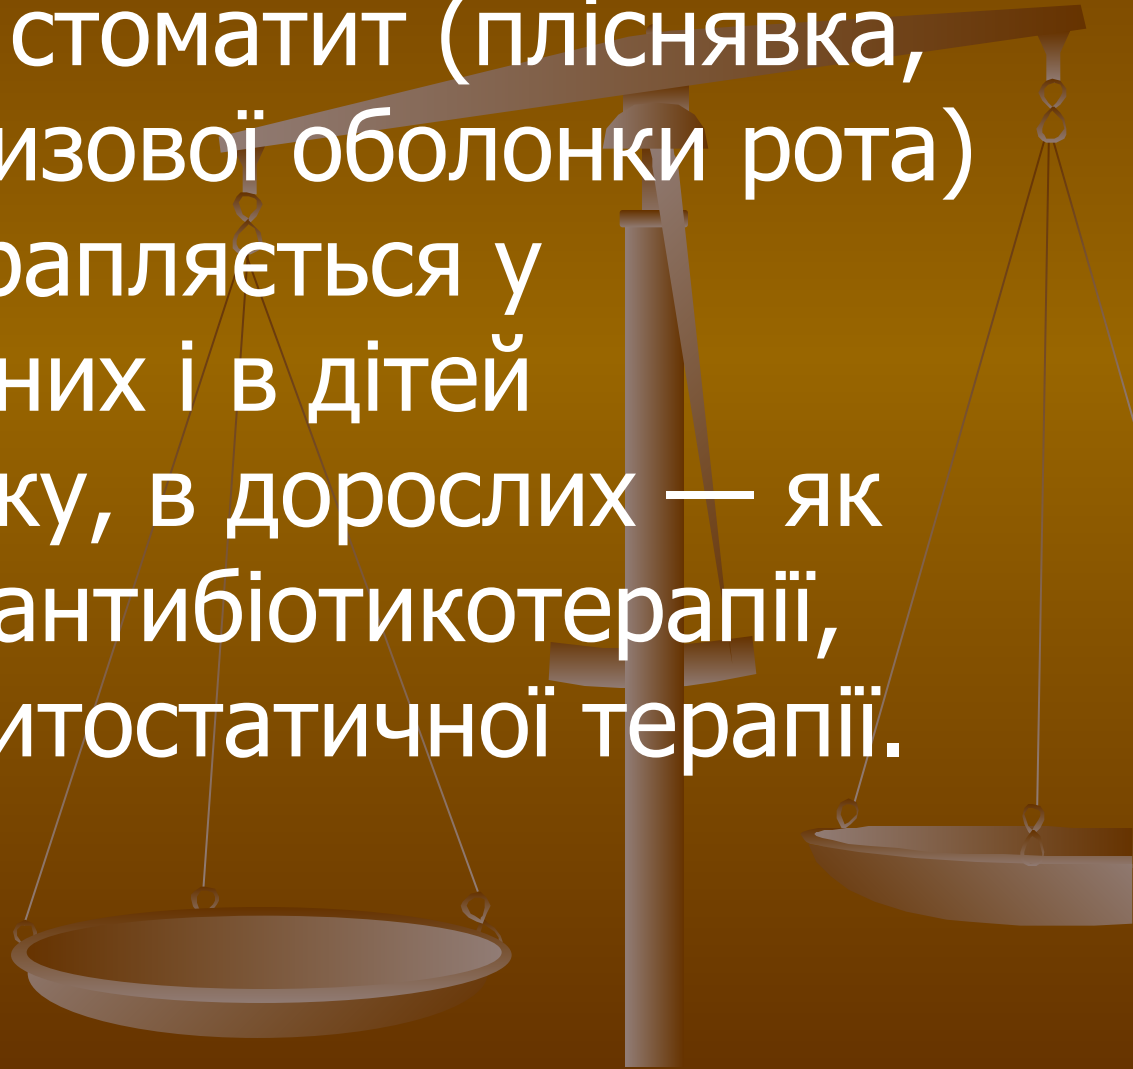 стоматит (пліснявка,
изової оболонки рота)
рапляється у
них і в дітей
ку, в дорослих — як
антибіотикотерапії,
итостатичної терапії.